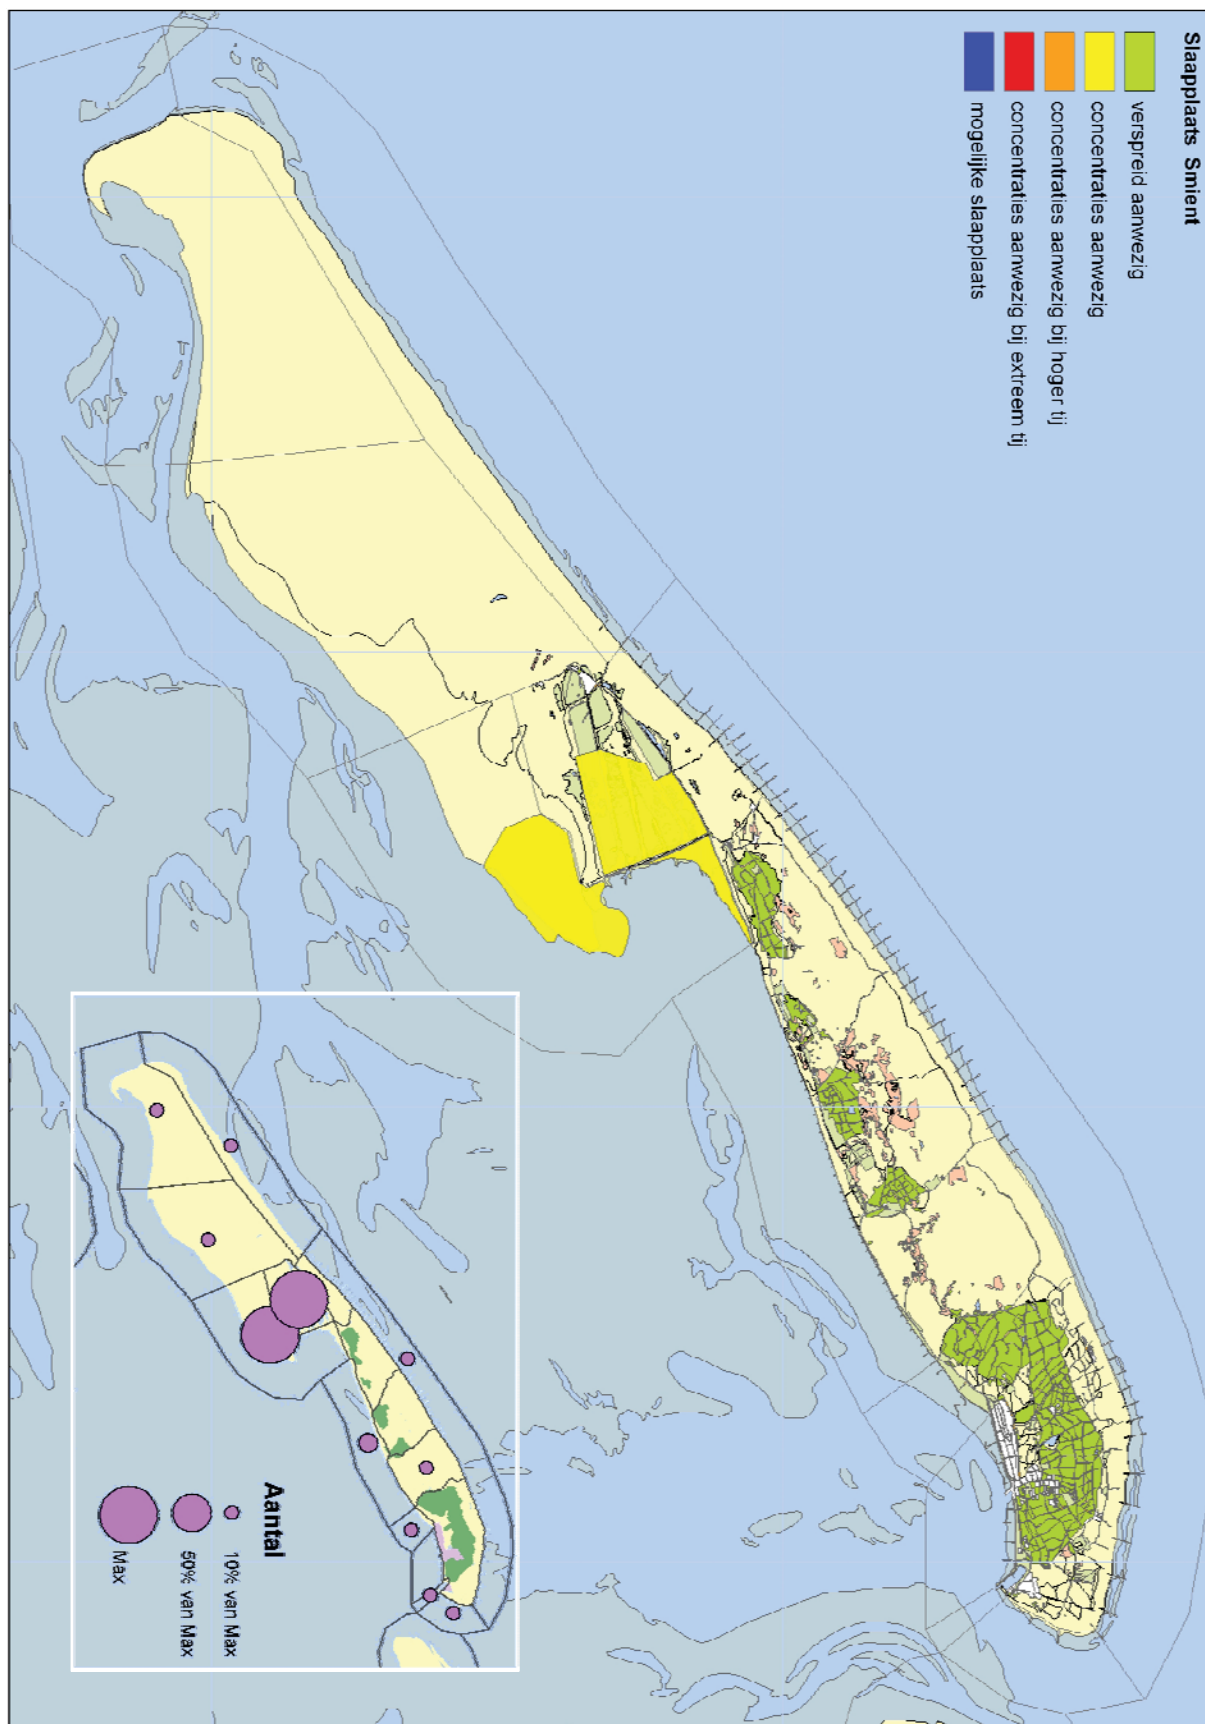 Slaapplaats Smient
verspreid aanwezig
concentraties aanwezig
concentraties aanwezig bij hoger tij
concentraties aanwezig bij extreem tij
mogelijke slaapplaats
Aantal
10% van Max
50% van Max
Max